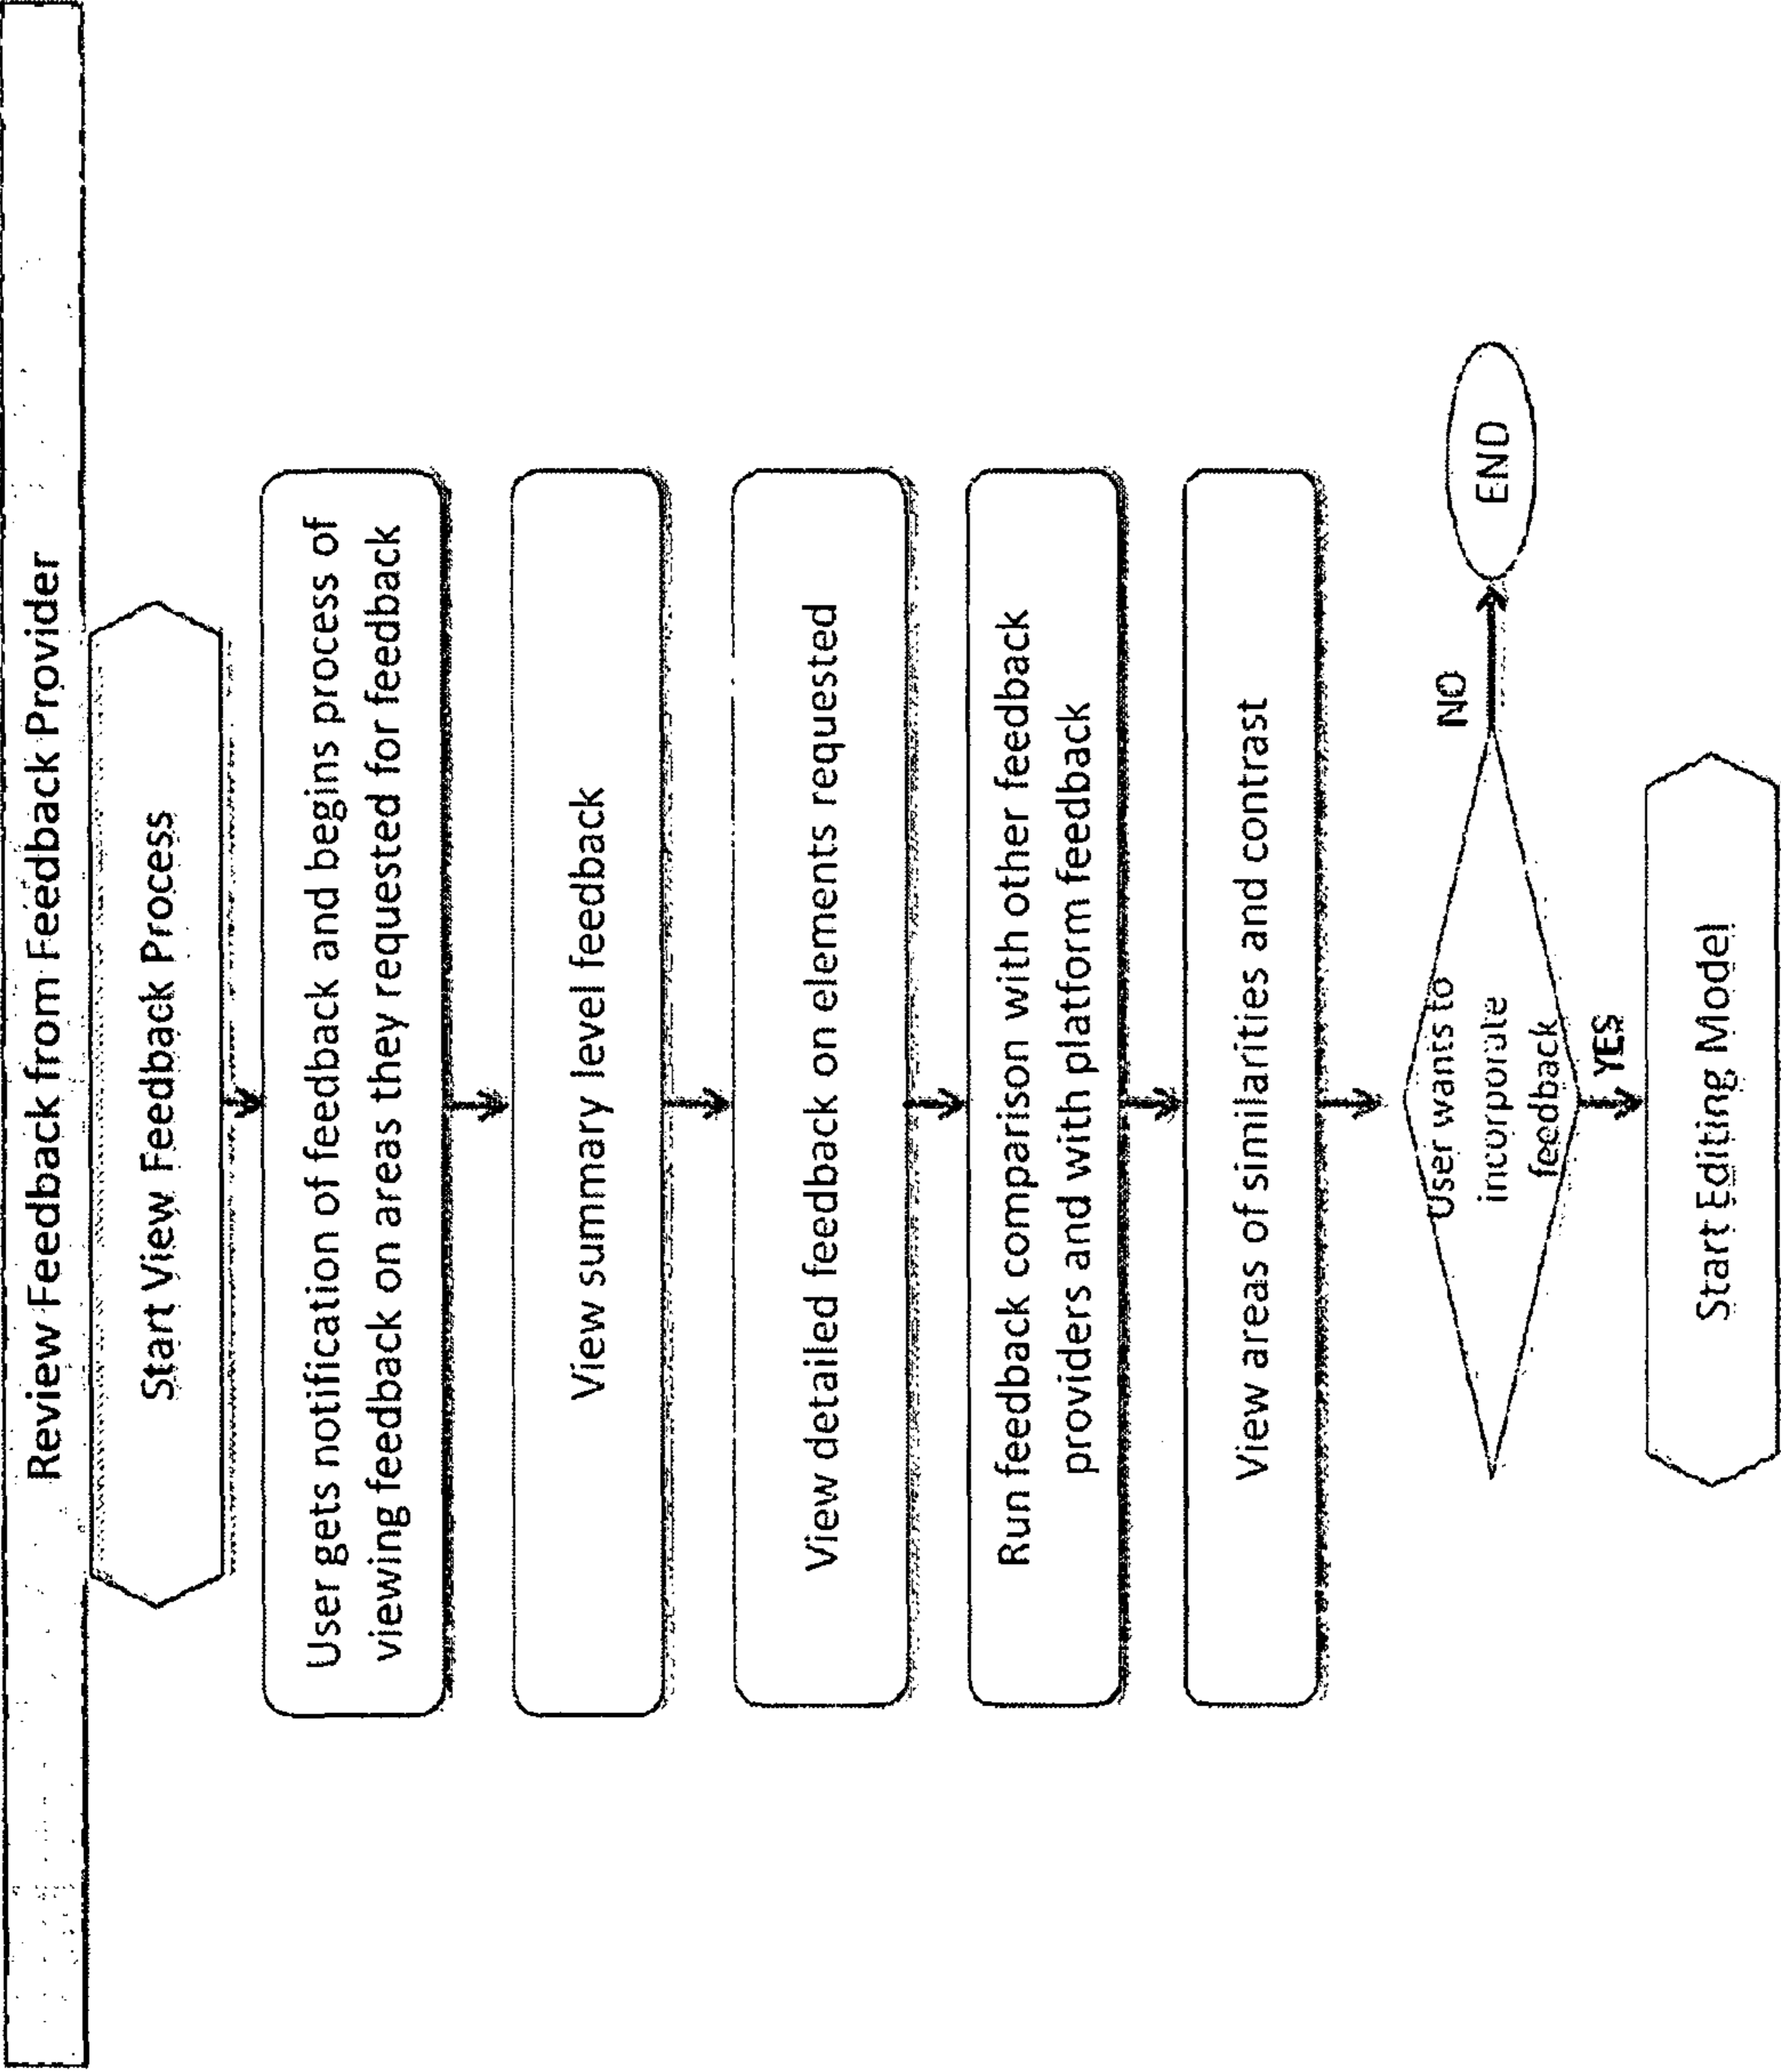 Review Feedback from Feedback Provider
Start View Feedback Process
User gets notification of feedback and begins process of
viewing feedback on areas they requested for feedback
View summary level feedback
View detailed feedback on elements requested
Run feedback comparison with other feedback
providers and with platform feedback
View areas of similarities and contrast
User wants to
incorporate
feedback
NO
END
YES
Start Editing Model